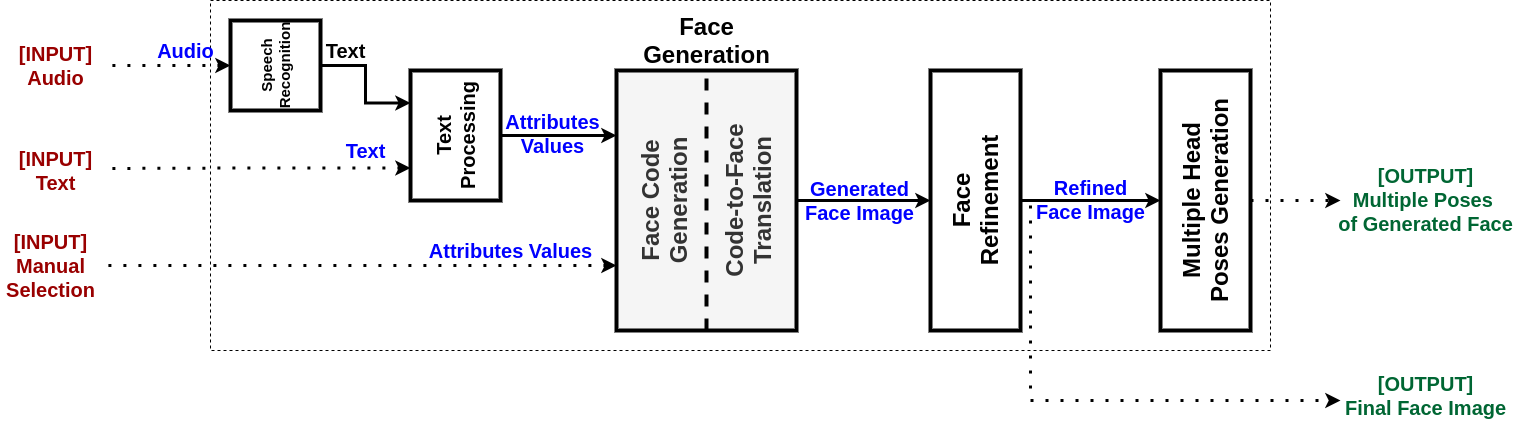 [INPUT]
Audio
Audio
Speech
Recognition
Text
[INPUT]
Text
Text
Text
Processing
Attributes
Values
[INPUT]
Manual
Selection
Attributes Values
Face
Generation
Face Code
Generation
Code-to-Face
Translation
Generated
Face Image
Face
Refinement
Refined
Face Image
Multiple Head
Poses Generation
[OUTPUT]
Multiple Poses
of Generated Face
[OUTPUT]
Final Face Image